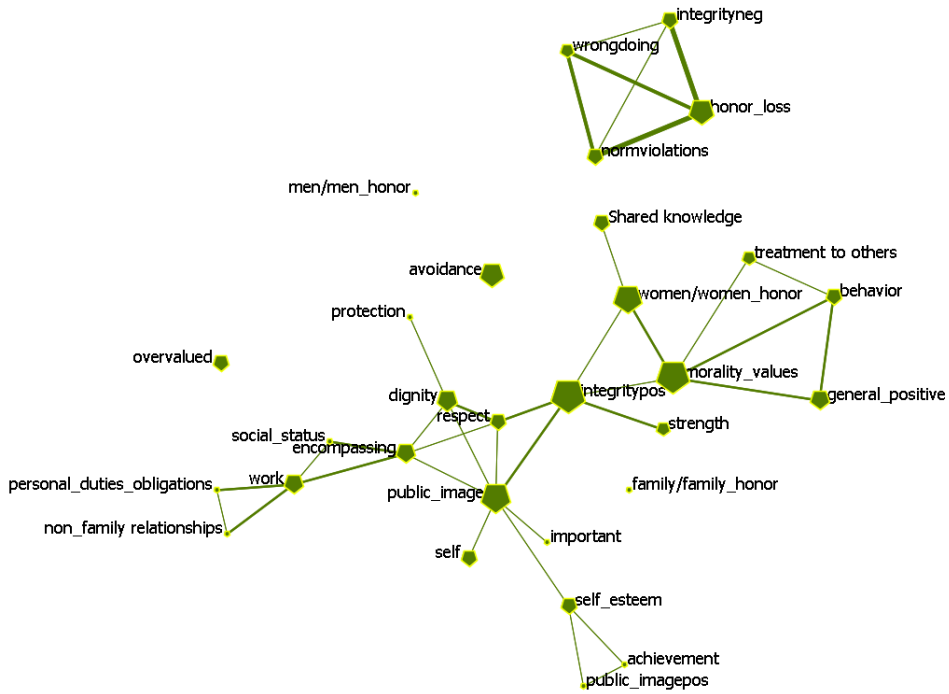 integrityneg
wrongdoing
honor_loss
normviolations
men/men_honor
Shared knowledge
treatment to others
avoidance
women/women_honor
behavior
protection
overvalued
morality_values
dignity
integritypos
general_positive
respect
strength
social_status
encompassing
personal_duties_obligations
work
public_image
family/family_honor
non_family relationships
important
self
self_esteem
achievement
public_imagepos